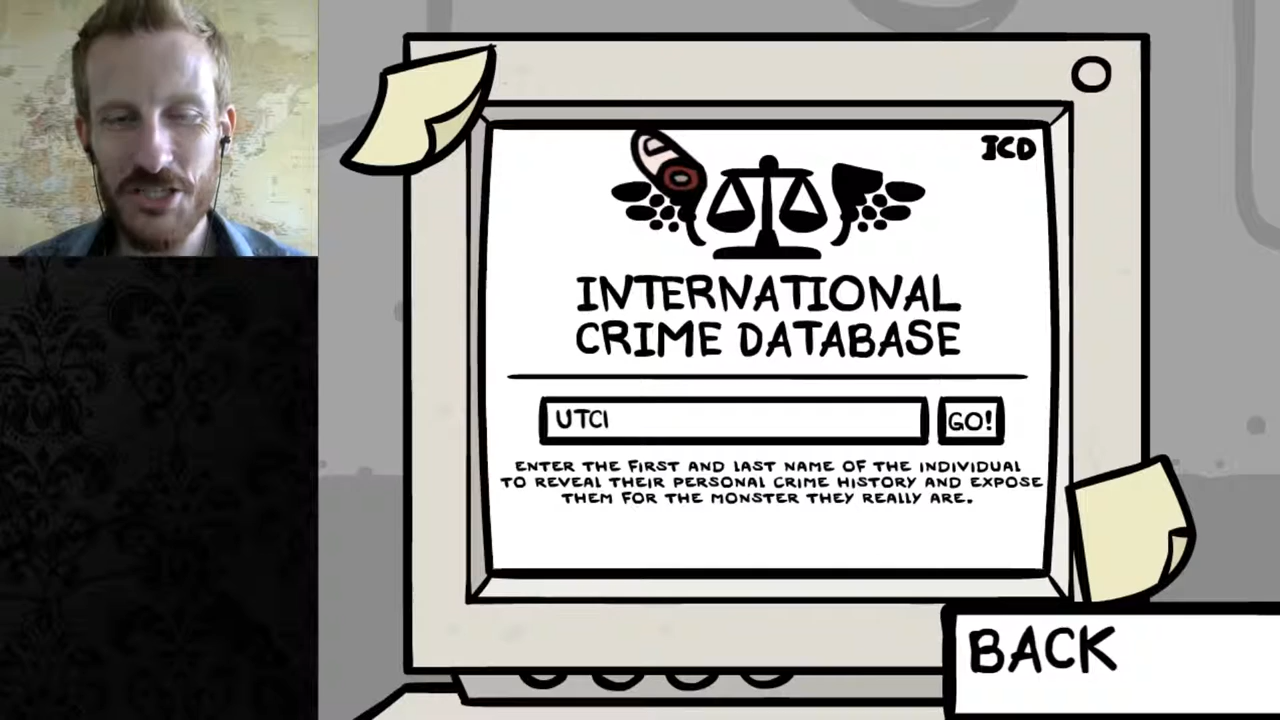 ICD
INTERNATIONAL
CRIME DATABASE
UTCI
GO!
ENTER THE FIRST AND LAST NAME OF THE INDIVIDUAL
TO REVEAL THEIR PERSONAL CRIME HISTORY AND EXPOSE
THEM FOR THE MONSTER THEY REALLY ARE.
BACK